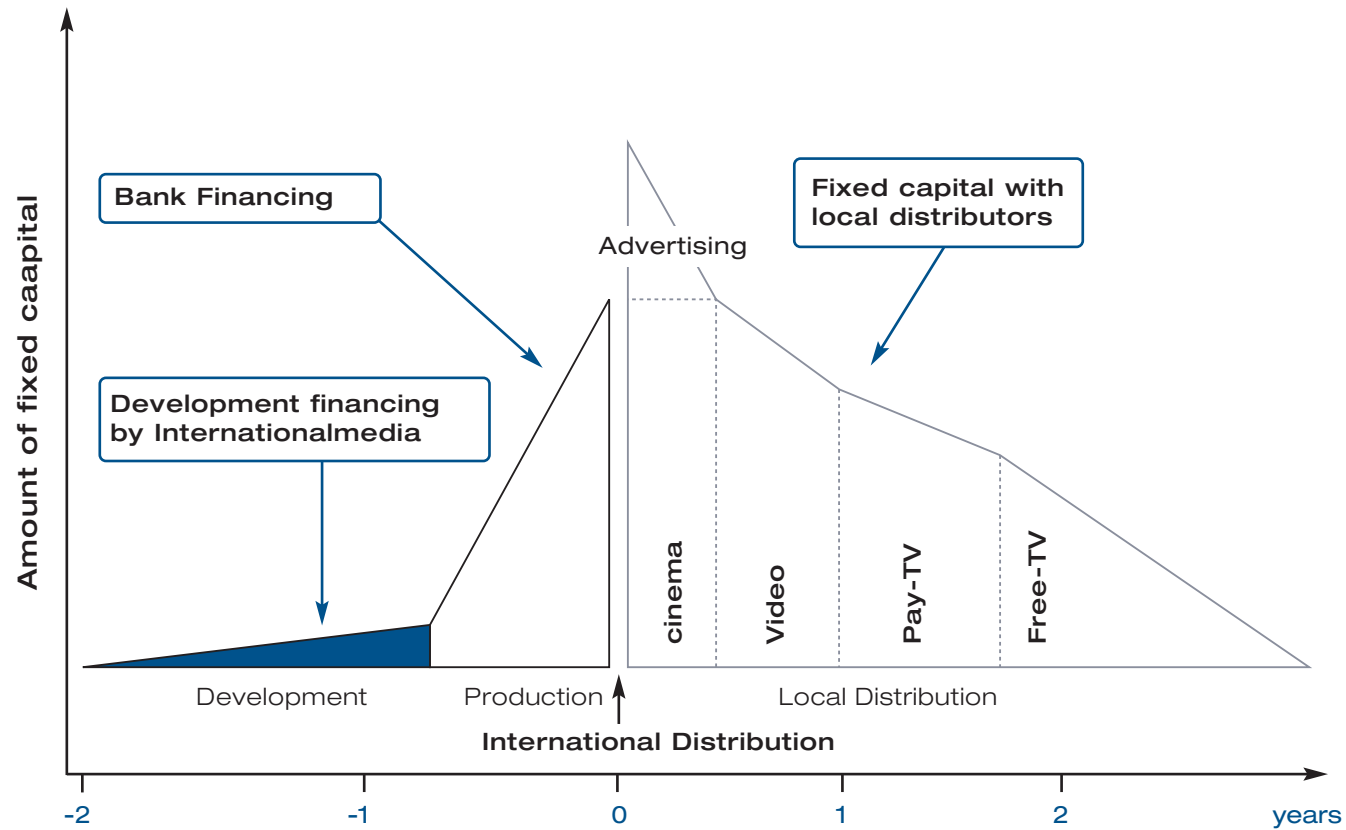 Amount of fixed caapital
Bank Financing
Fixed capital with
local distributors
Advertising
Development financing
by Internationalmedia
cinema
Video
Pay-TV
Free-TV
Development
Production
Local Distribution
International Distribution
-2
-1
0
1
2
years